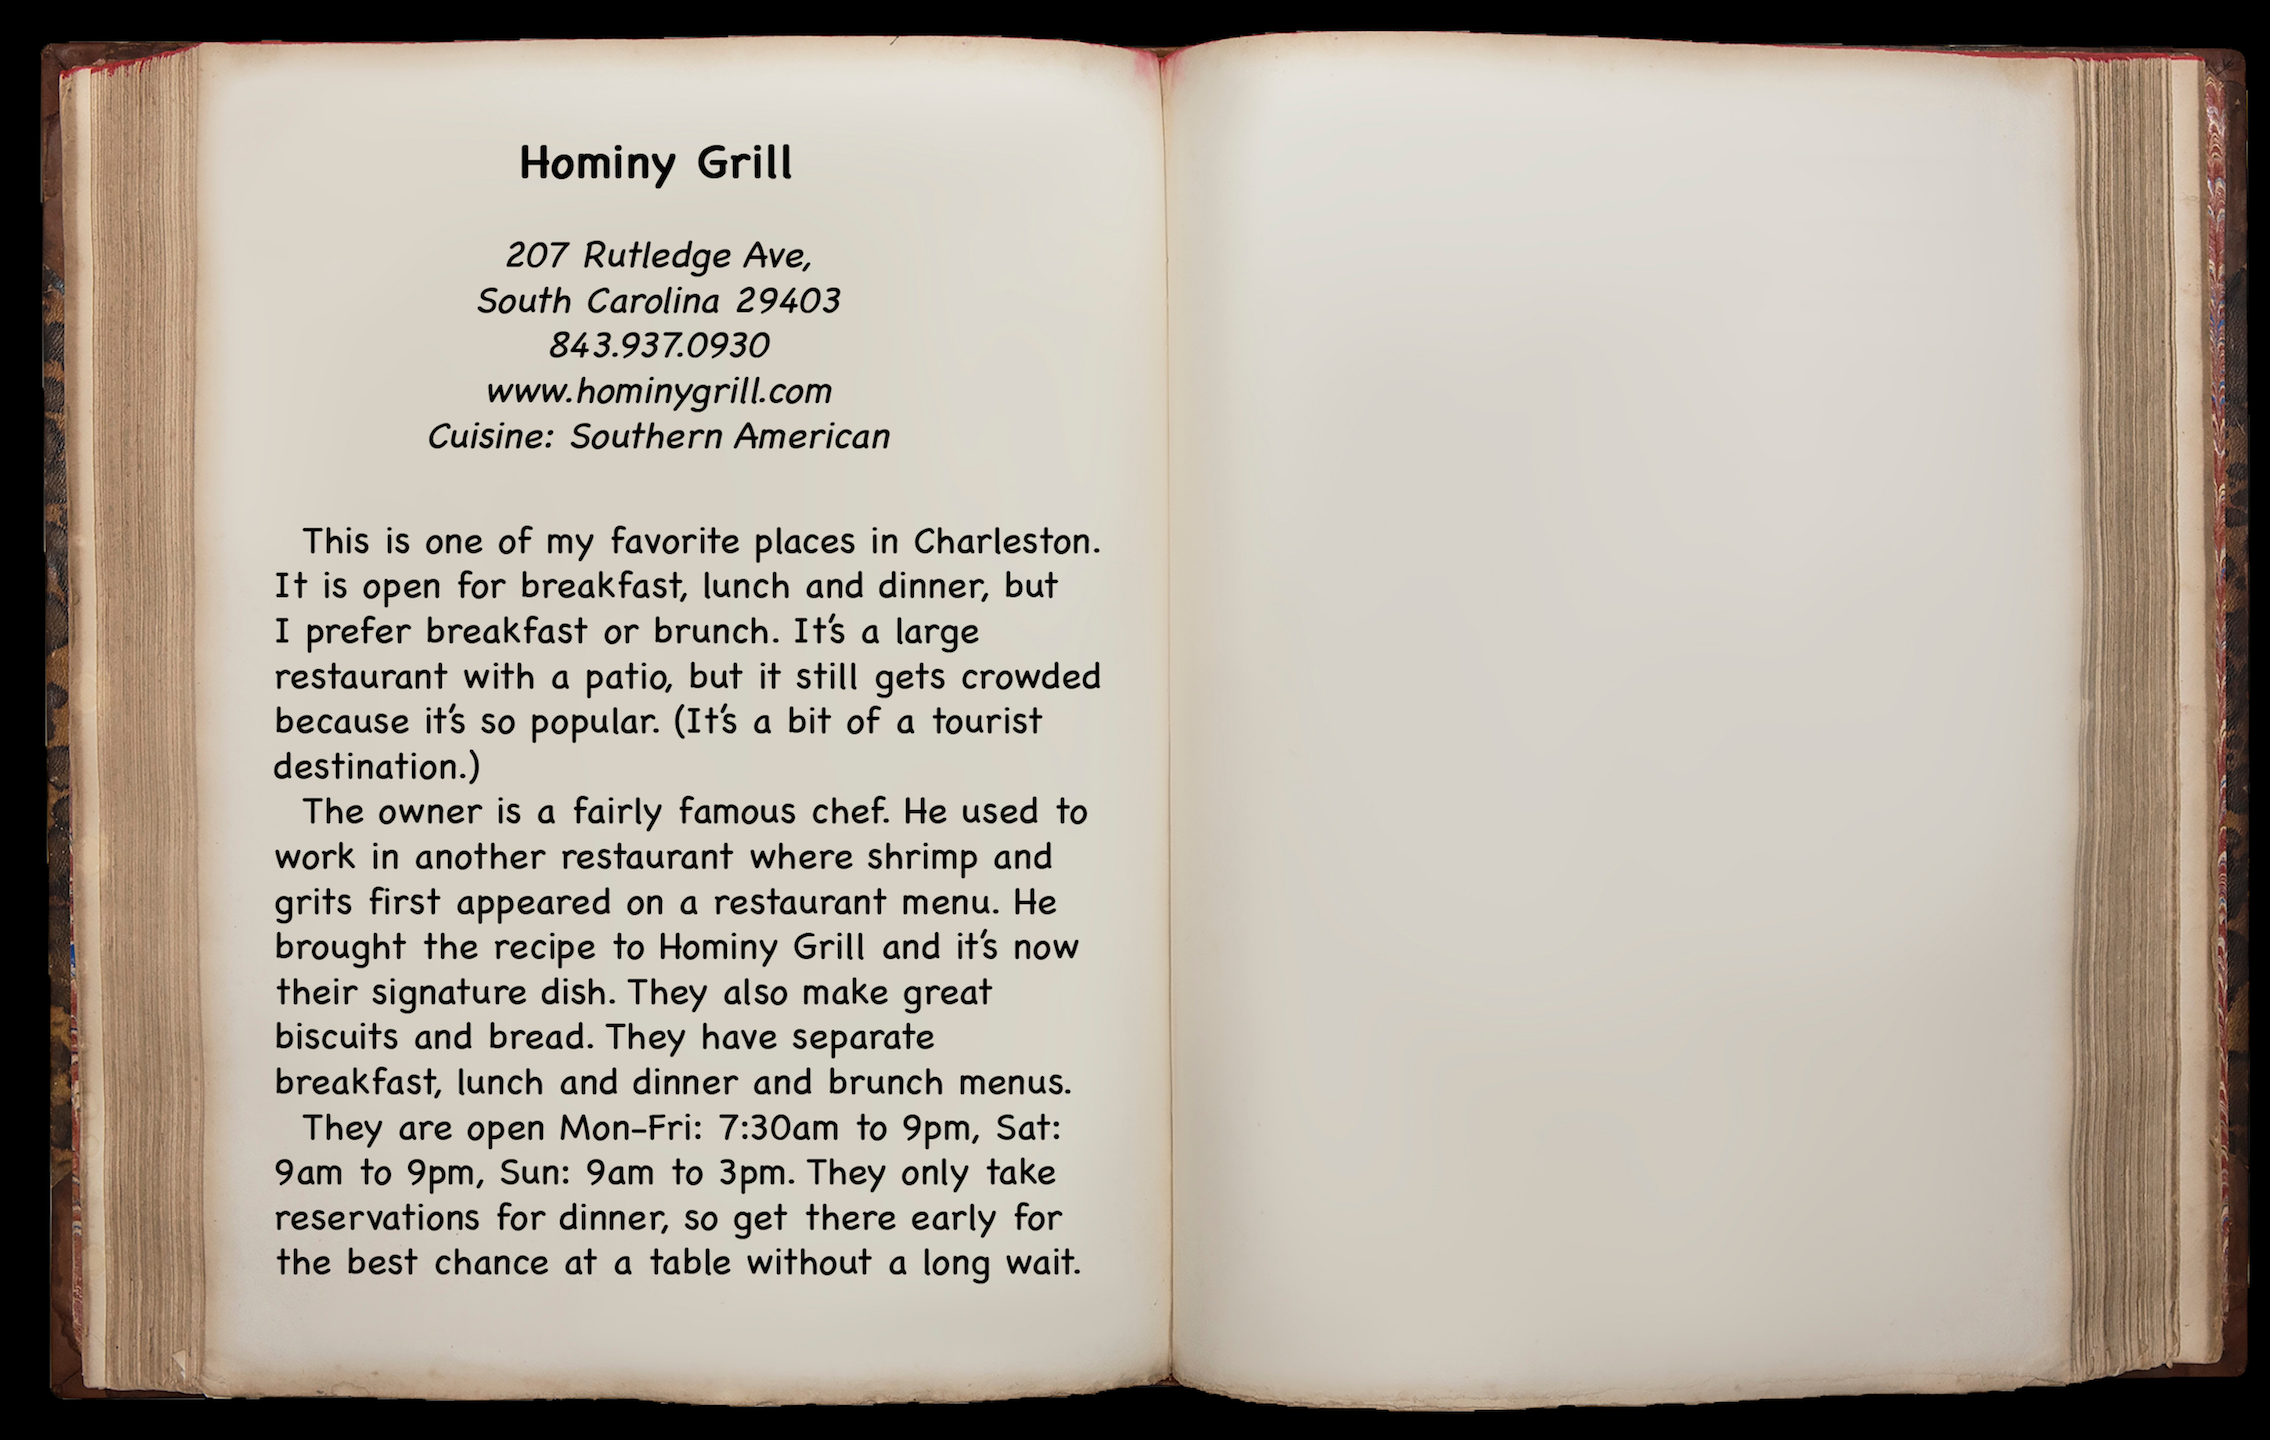 Hominy Grill
207 Rutledge Ave,
South Carolina 29403
843.937.0930
www.hominygrill.com
Cuisine: Southern American
This is one of my favorite places in Charleston.
It is open for breakfast, lunch and dinner, but
I prefer breakfast or brunch. It's a large
restaurant with a patio, but it still gets crowded
because it's so popular. (It's a bit of a tourist
destination.)
The owner is a fairly famous chef. He used to
work in another restaurant where shrimp and
grits first appeared on a restaurant menu. He
brought the recipe to Hominy Grill and it's now
their signature dish. They also make great
biscuits and bread. They have separate
breakfast, lunch and dinner and brunch menus.
They are open Mon-Fri: 7:30am to 9pm, Sat:
9am to 9pm, Sun: 9am to 3pm. They only take
reservations for dinner, so get there early for
the best chance at a table without a long wait.